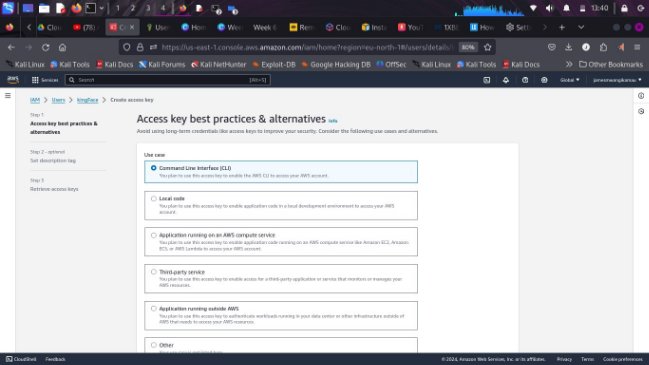 1 2 3 4
13:40
Clou
(78)
User
Hom
Wee
Week 6
Rem
Clou
Insta
YouT
1XBE
How
Settin
https://us-east-1.console.aws.amazon.com/iam/home?region=eu-north-1#/users/details/
80%
Kali Linux Kali Tools Kali Docs Kali Forums Kali NetHunter Exploit-DB Google Hacking DB OffSec Kali Linux Kali Tools Kali Docs >> Other Bookmarks
aws Services Search [Alt+S] Global
IAM > Users > kingFace > Create access key
Step 1
Access key best practices & alternatives
Step 2 - optional
Set description tag
Step 3
Retrieve access keys
Access key best practices & alternatives Info
Avoid using long-term credentials like access keys to improve your security. Consider the following use cases and alternatives.
Use case
Command Line Interface (CLI)
You plan to use this access key to enable the AWS CLI to access your AWS account.
Local code
You plan to use this access key to enable application code in a local development environment to access your AWS
account.
Application running on an AWS compute service
You plan to use this access key to enable application code running on an AWS compute service like Amazon EC2, Amazon
ECS, or AWS Lambda to access your AWS account.
Third-party service
You plan to use this access key to enable access for a third-party application or service that monitors or manages your
AWS resources.
Application running outside AWS
You plan to use this access key to authenticate workloads running in your data center or other infrastructure outside of
AWS that needs to access your AWS resources.
Other
CloudShell Feedback © 2024, Amazon Web Services, Inc. or its affiliates. Privacy Terms Cookie preferences